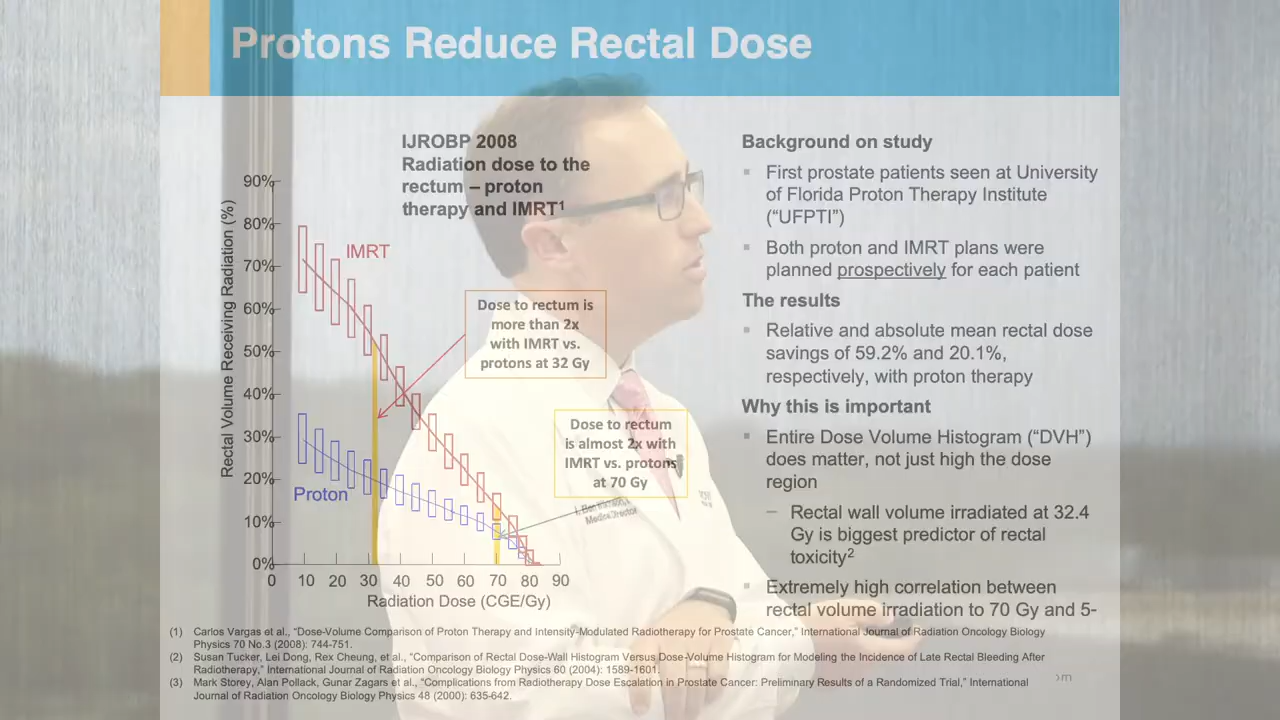 Protons Reduce Rectal Dose
IJROBP 2008
Radiation dose to the
rectum – proton
therapy and IMRT¹
Rectal Volume Receiving Radiation (%)
90%
80%
70%
60%
50%
40%
30%
20%
10%
0%
IMRT
Proton
Dose to rectum is
more than 2x
with IMRT vs.
protons at 32 Gy
Dose to rectum
is almost 2x with
IMRT vs. protons
at 70 Gy
0 10 20 30 40 50 60 70 80 90
Radiation Dose (CGE/Gy)
Background on study
First prostate patients seen at University
of Florida Proton Therapy Institute
(“UFPTI”)
Both proton and IMRT plans were
planned prospectively for each patient
The results
Relative and absolute mean rectal dose
savings of 59.2% and 20.1%,
respectively, with proton therapy
Why this is important
Entire Dose Volume Histogram (“DVH”)
does matter, not just high the dose
region
– Rectal wall volume irradiated at 32.4
Gy is biggest predictor of rectal
toxicity²
Extremely high correlation between
rectal volume irradiation to 70 Gy and 5-
Medical Director
(1) Carlos Vargas et al., “Dose-Volume Comparison of Proton Therapy and Intensity-Modulated Radiotherapy for Prostate Cancer,” International Journal of Radiation Oncology Biology
Physics 70 No.3 (2008): 744-751.
(2) Susan Tucker, Lei Dong, Rex Cheung, et al., “Comparison of Rectal Dose-Wall Histogram Versus Dose-Volume Histogram for Modeling the Incidence of Late Rectal Bleeding After
Radiotherapy,” International Journal of Radiation Oncology Biology Physics 60 (2004): 1589-1601.
(3) Mark Storey, Alan Pollack, Gunar Zagars et al., “Complications from Radiotherapy Dose Escalation in Prostate Cancer: Preliminary Results of a Randomized Trial,” International
Journal of Radiation Oncology Biology Physics 48 (2000): 635-642.